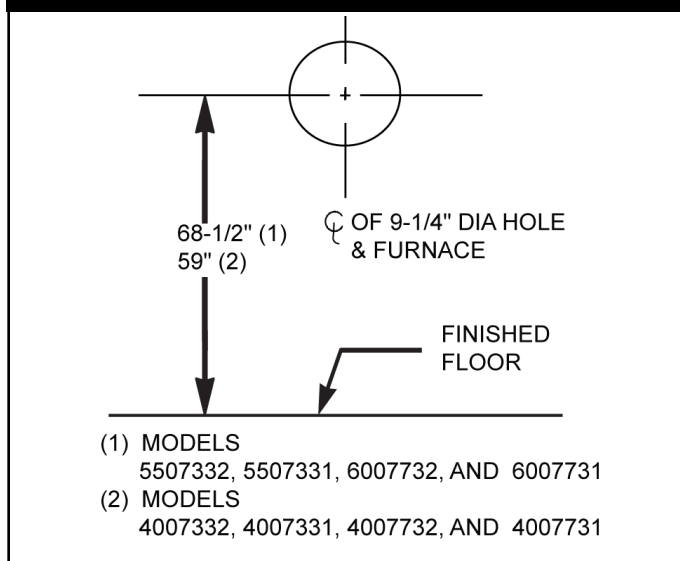 68-1/2" (1)
59" (2)
℄ OF 9-1/4" DIA HOLE
& FURNACE
FINISHED
FLOOR
(1) MODELS
5507332, 5507331, 6007732, AND 6007731
(2) MODELS
4007332, 4007331, 4007732, AND 4007731